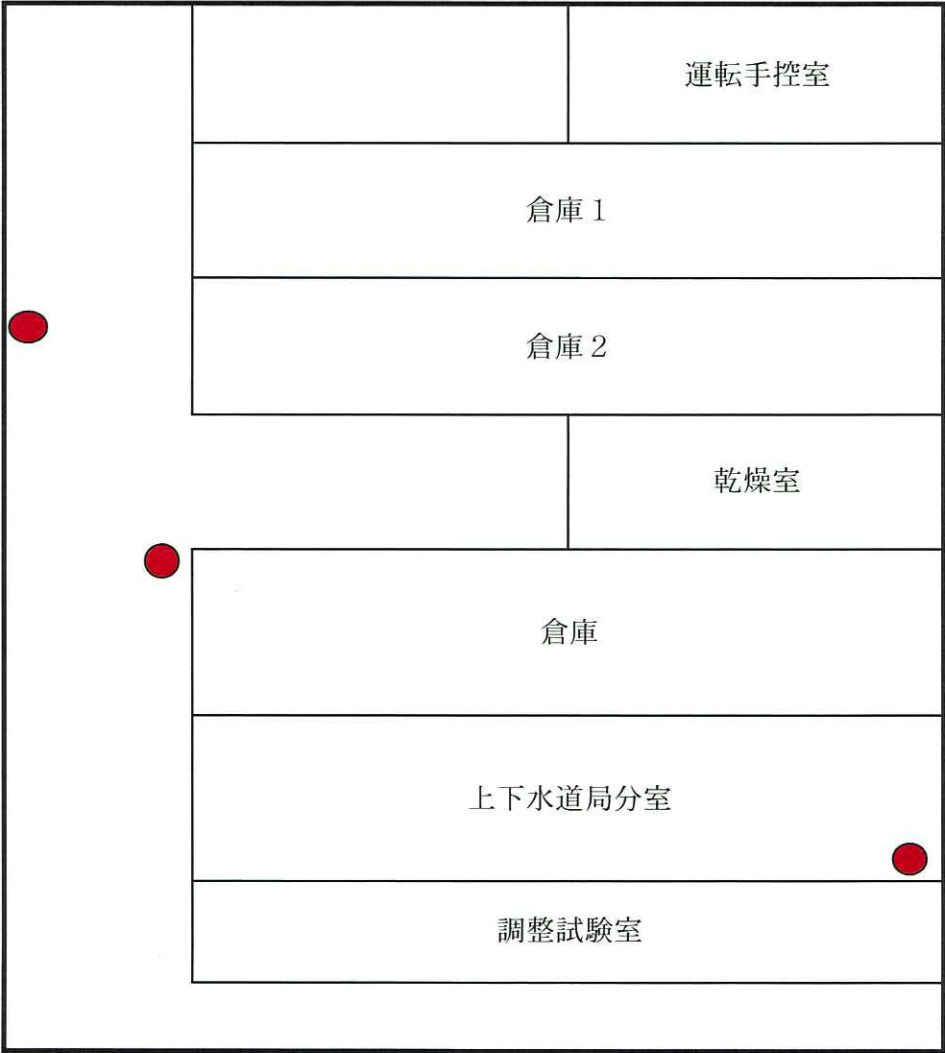 運転手控室
倉庫１
倉庫２
乾燥室
倉庫
上下水道局分室
調整試験室